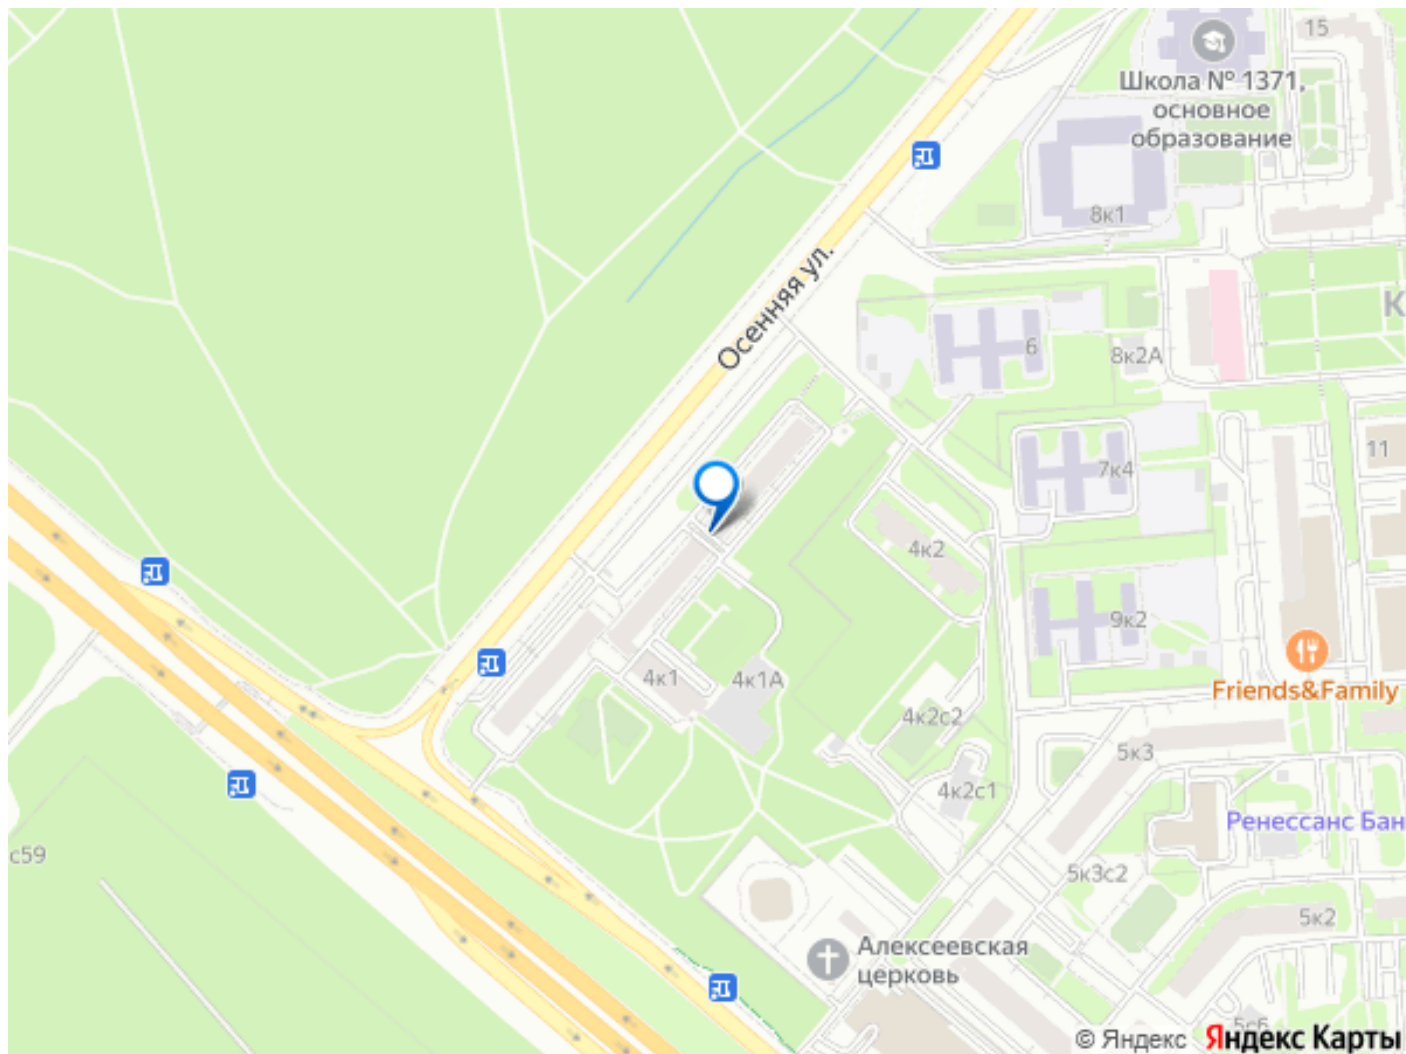 15
Школа № 1371,
основное
образование
8к1
Осенняя ул.
К
6
8к2А
11
7к4
4к2
9к2
4к1
4к1А
Friends&Family
4к2с2
5к3
4к2с1
Ренессанс Бан
с59
5к3с2
5к2
Алексеевская
церковь
5с6
© Яндекс Яндекс Карты